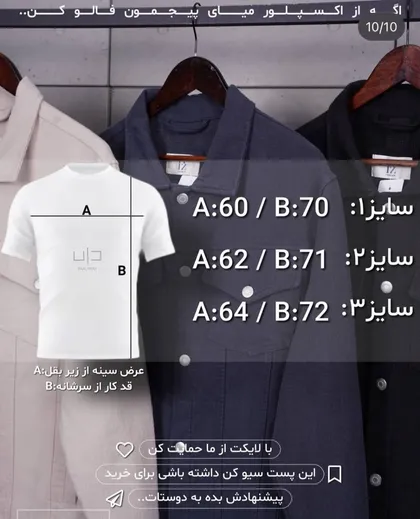 اگه از اکسپلور میای پیجمون فالو کن..
10/10
سایز۱: A:60 / B:70
سایز۲: A:62 / B:71
سایز۳: A:64 / B:72
A
B
عرض سینه از زیر بغل:A
قد کار از سرشانه:B
با لایکت از ما حمایت کن
این پست سیو کن داشته باشی برای خرید
پیشنهادش بده به دوستات..